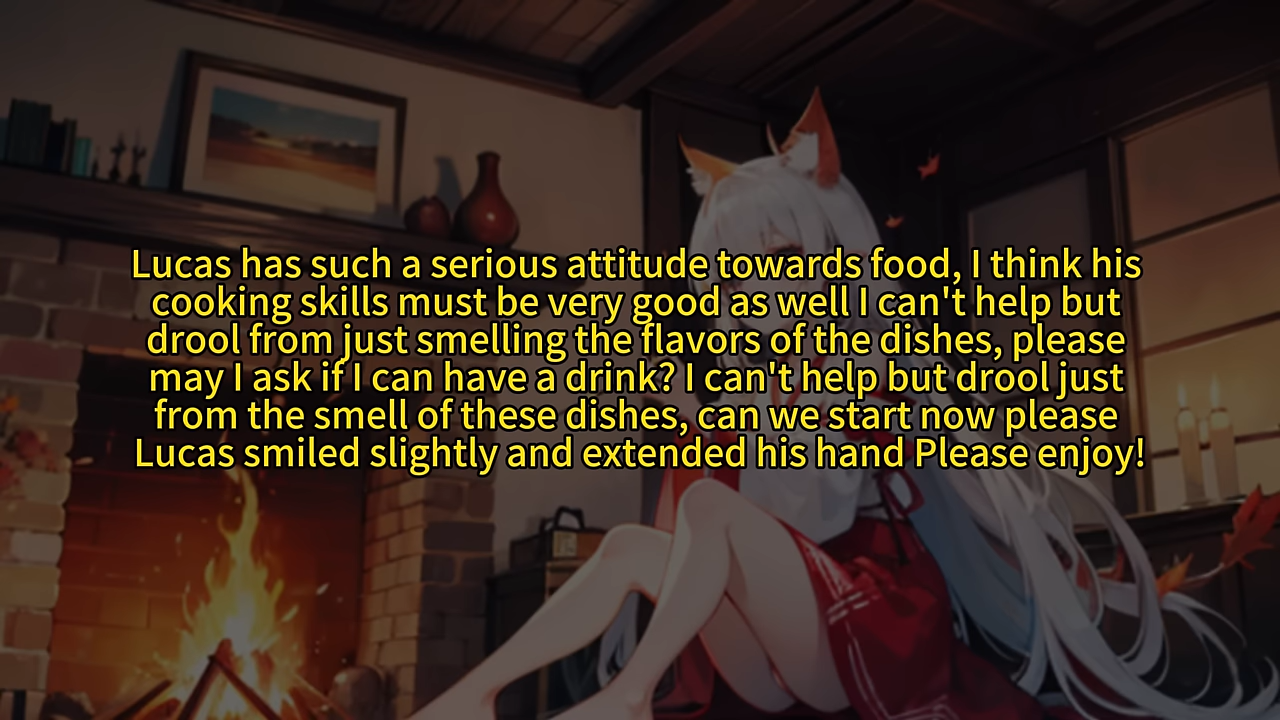 Lucas has such a serious attitude towards food, I think his
cooking skills must be very good as well I can't help but
drool from just smelling the flavors of the dishes, please
may I ask if I can have a drink? I can't help but drool just
from the smell of these dishes, can we start now please
Lucas smiled slightly and extended his hand Please enjoy!